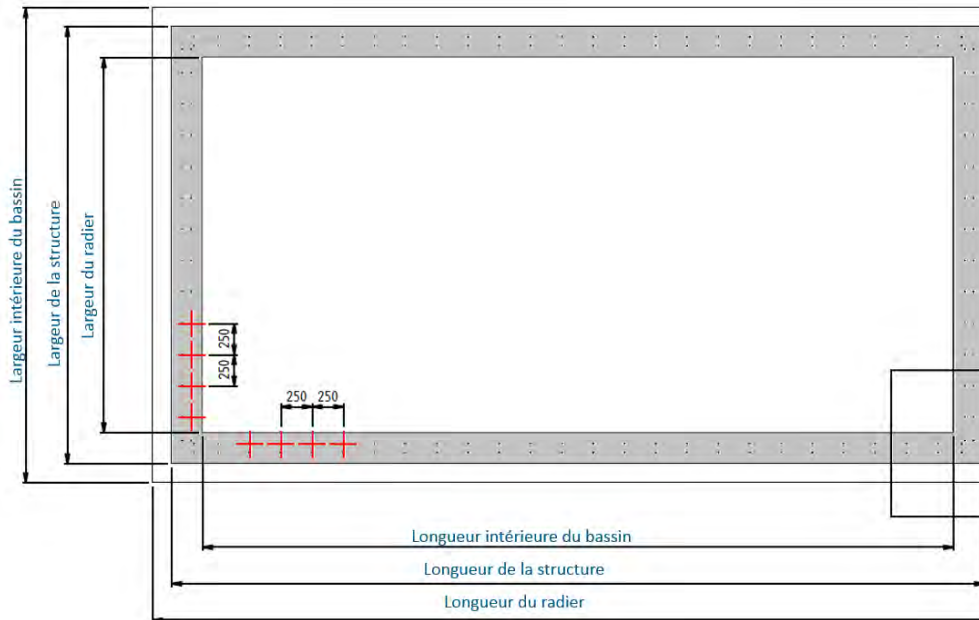 Largeur intérieure du bassin
Largeur de la structure
Largeur du radier
250
250
250
250
Longueur intérieure du bassin
Longueur de la structure
Longueur du radier